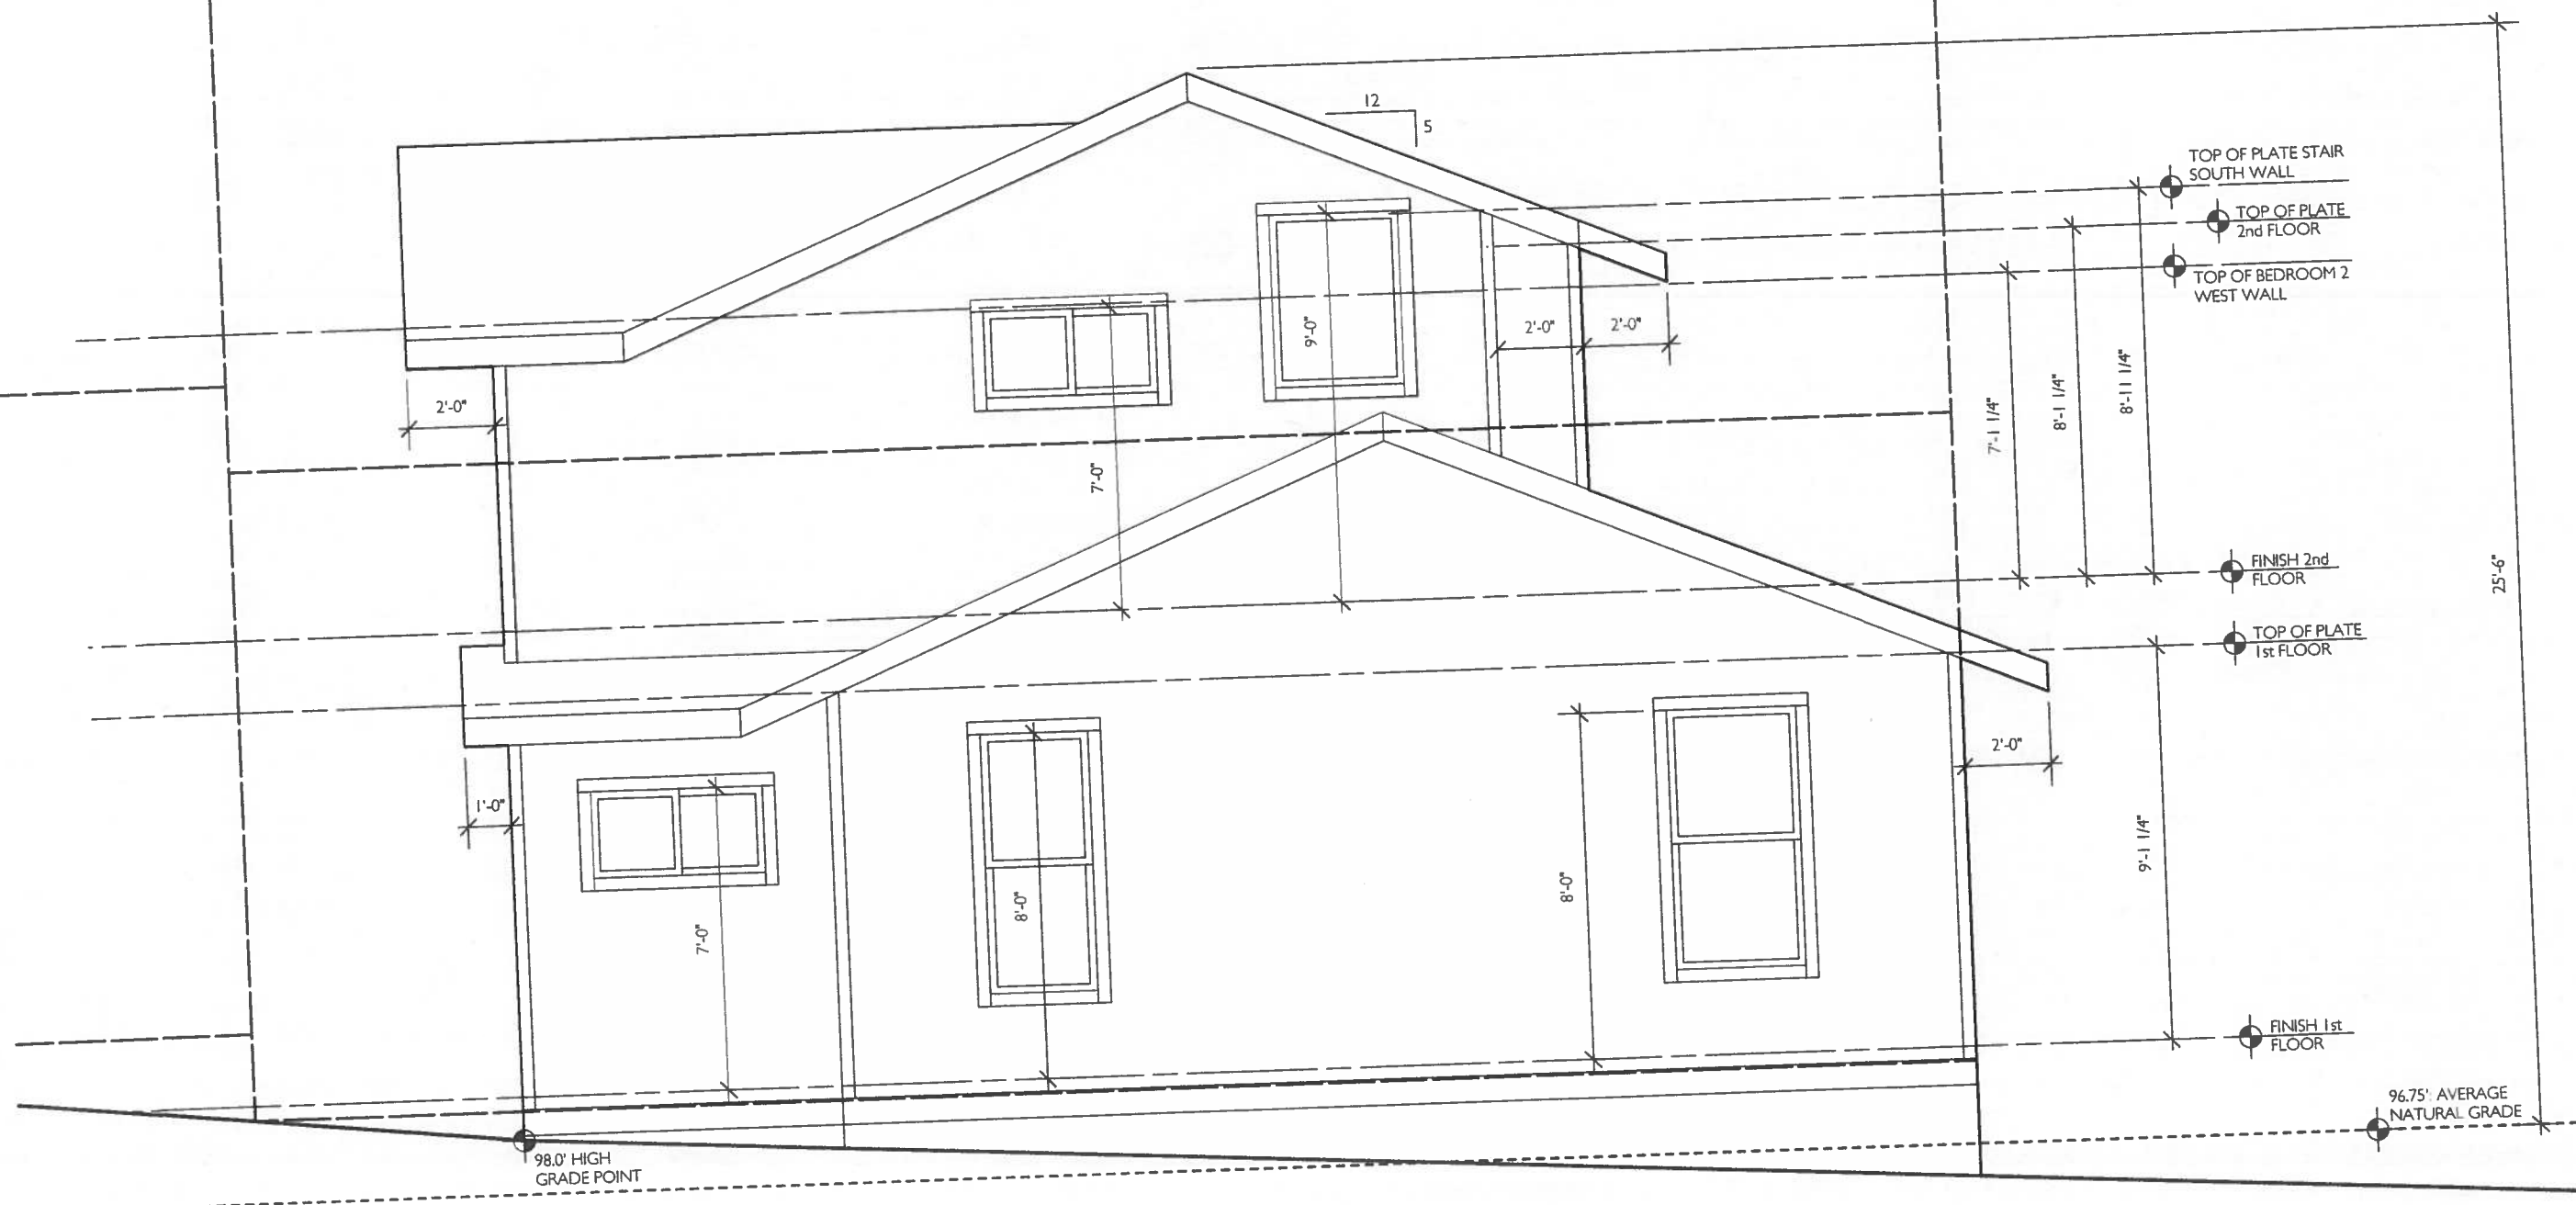 12
5
TOP OF PLATE STAIR
SOUTH WALL
TOP OF PLATE
2nd FLOOR
TOP OF BEDROOM 2
WEST WALL
2'-0"
2'-0"
9'-0"
2'-0"
7'-0"
7'-1 1/4"
8'-1 1/4"
8'-11 1/4"
FINISH 2nd
FLOOR
25'-6"
TOP OF PLATE
1st FLOOR
2'-0"
1'-0"
7'-0"
8'-0"
8'-0"
9'-1 1/4"
FINISH 1st
FLOOR
96.75': AVERAGE
NATURAL GRADE
98.0' HIGH
GRADE POINT